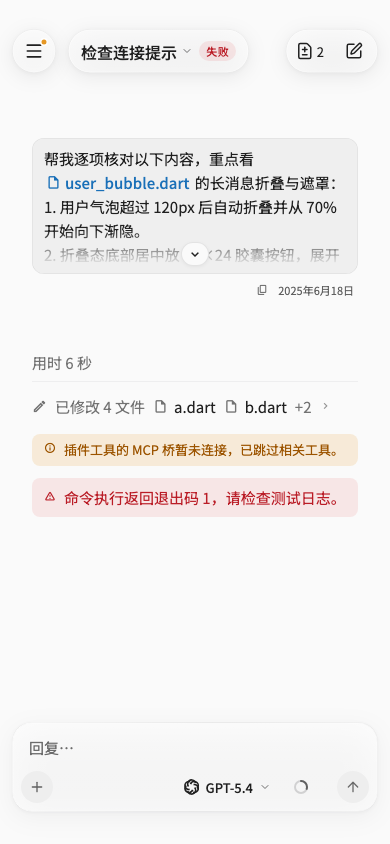 检查连接提示 失败 2
帮我逐项核对以下内容，重点看
user_bubble.dart 的长消息折叠与遮罩：
1. 用户气泡超过 120px 后自动折叠并从 70%
开始向下渐隐。
2. 折叠态底部居中放 ×24 胶囊按钮，展开
2025年6月18日
用时 6 秒
已修改 4 文件 a.dart b.dart +2
插件工具的 MCP 桥暂未连接，已跳过相关工具。
命令执行返回退出码 1，请检查测试日志。
回复…
GPT-5.4